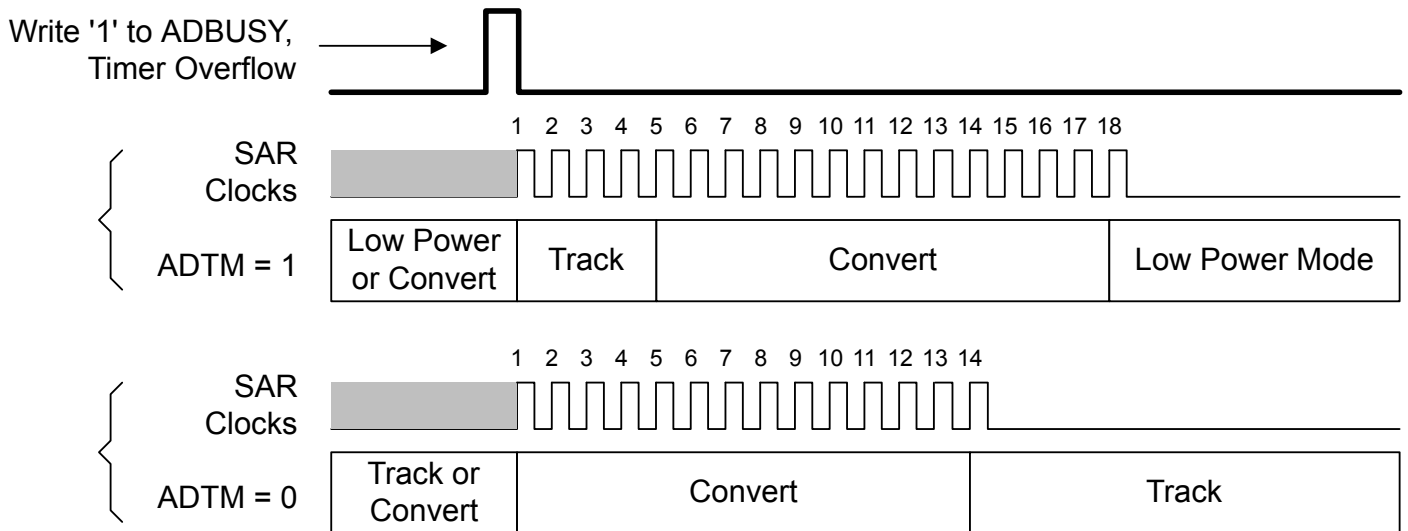 Write '1' to ADBUSY,
Timer Overflow
1 2 3 4 5 6 7 8 9 10 11 12 13 14 15 16 17 18
SAR
Clocks
ADTM = 1
Low Power
or Convert
Track
Convert
Low Power Mode
1 2 3 4 5 6 7 8 9 10 11 12 13 14
SAR
Clocks
ADTM = 0
Track or
Convert
Convert
Track